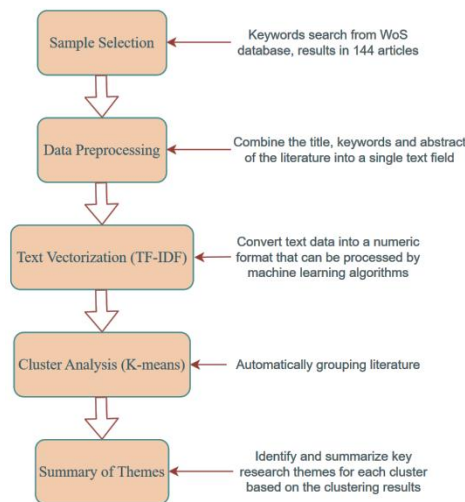 Sample Selection
Keywords search from WoS
database, results in 144 articles
Data Preprocessing
Combine the title, keywords and abstract
of the literature into a single text field
Text Vectorization (TF-IDF)
Convert text data into a numeric
format that can be processed by
machine learning algorithms
Cluster Analysis (K-means)
Automatically grouping literature
Summary of Themes
Identify and summarize key
research themes for each cluster
based on the clustering results